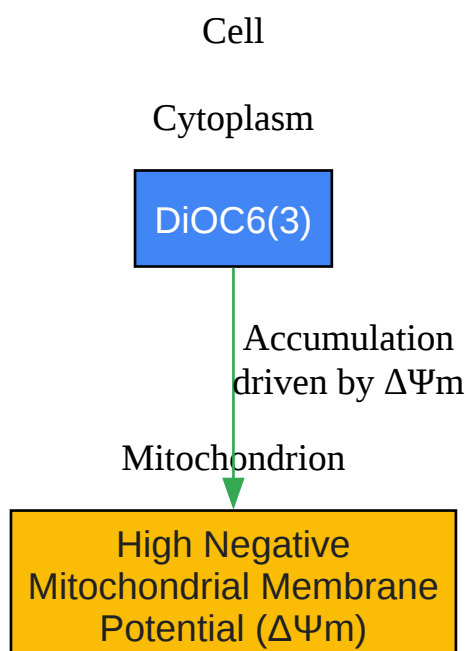 Cell
Cytoplasm
DiOC6(3)
Accumulation
driven by ΔΨm
Mitochondrion
High Negative
Mitochondrial Membrane
Potential (ΔΨm)